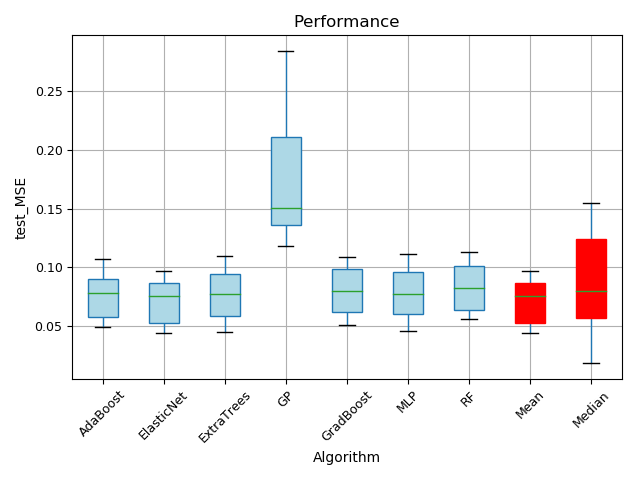 Performance
test_MSE
0.25
0.20
0.15
0.10
0.05
AdaBoost
ElasticNet
ExtraTrees
GP
GradBoost
MLP
RF
Mean
Median
Algorithm